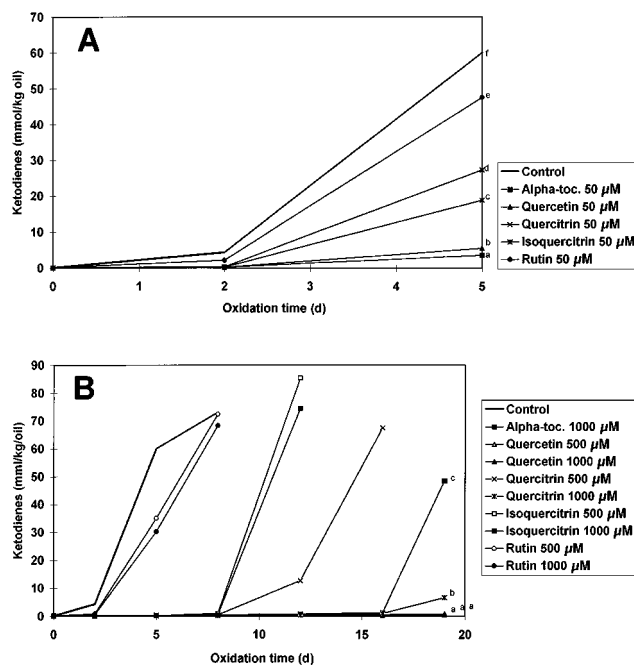 A
Ketodienes (mmol/kg oil)
70
60
50
40
30
20
10
0
0 1 2 3 4 5
Oxidation time (d)
f
e
d
c
b
a
Control
Alpha-toc. 50 µM
Quercetin 50 µM
Quercitrin 50 µM
Isoquercitrin 50 µM
Rutin 50 µM
B
Ketodienes (mml/kg/oil)
90
80
70
60
50
40
30
20
10
0
0 5 10 15 20
Oxidation time (d)
c
b
a a a
Control
Alpha-toc. 1000 µM
Quercetin 500 µM
Quercetin 1000 µM
Quercitrin 500 µM
Quercitrin 1000 µM
Isoquercitrin 500 µM
Isoquercitrin 1000 µM
Rutin 500 µM
Rutin 1000 µM